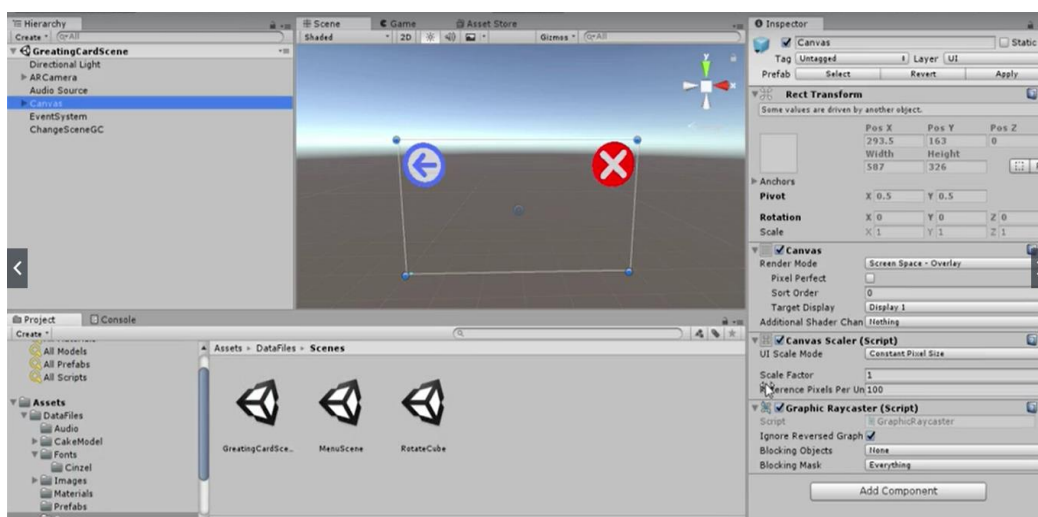 Hierarchy
Create
All
GreatingCardScene
Directional Light
ARCamera
Audio Source
Canvas
EventSystem
ChangeSceneGC
Scene
Game
Asset Store
Shaded
2D
Gizmos
All
y
x
Inspector
Canvas
Static
Tag Untagged
Layer UI
Prefab Select Revert Apply
Rect Transform
Some values are driven by another object.
Pos X Pos Y Pos Z
293.5 163 0
Width Height
587 326
Anchors
Pivot X 0.5 Y 0.5
Rotation X 0 Y 0 Z 0
Scale X 1 Y 1 Z 1
Canvas
Render Mode Screen Space - Overlay
Pixel Perfect
Sort Order 0
Target Display Display 1
Additional Shader Chan Nothing
Canvas Scaler (Script)
UI Scale Mode Constant Pixel Size
Scale Factor 1
Pixels Per Un 100
Graphic Raycaster (Script)
Script GraphicRaycaster
Ignore Reversed Graph
Blocking Objects None
Blocking Mask Everything
Add Component
Project
Console
Create
All Models
All Prefabs
All Scripts
Assets
DataFiles
Audio
CakeModel
Fonts
Cinzel
Images
Materials
Prefabs
Assets DataFiles Scenes
GreatingCardSce..
MenuScene
RotateCube